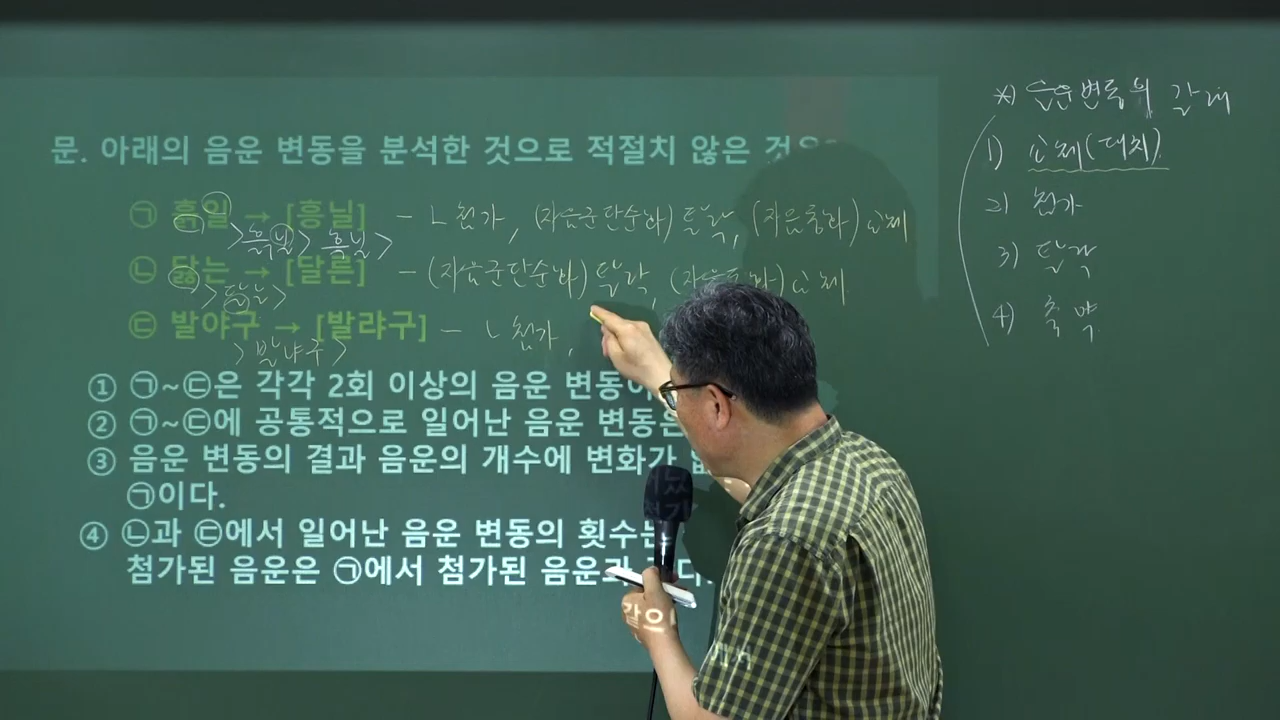 문. 아래의 음운 변동을 분석한 것으로 적절치 않은 것은?
㉠ 흙일 → [흥닐] - ㄴ 첨가, (자음군단순화) 탈락, (자음동화) 교체
> 흙닐 > 흑닐 >
㉡ 닳는 → [달른] - (자음군단순화) 탈락, (자음동화) 교체
> 달는 >
㉢ 발야구 → [발랴구] - ㄴ 첨가,
> 발냐구 >
① ㉠~㉢은 각각 2회 이상의 음운 변동이
② ㉠~㉢에 공통적으로 일어난 음운 변동은
③ 음운 변동의 결과 음운의 개수에 변화가
㉠이다.
④ ㉡과 ㉢에서 일어난 음운 변동의 횟수는
첨가된 음운은 ㉠에서 첨가된 음운과
같으
*) 음운변동의 갈래
1) 교체(대치)
2) 첨가
3) 탈락
4) 축약